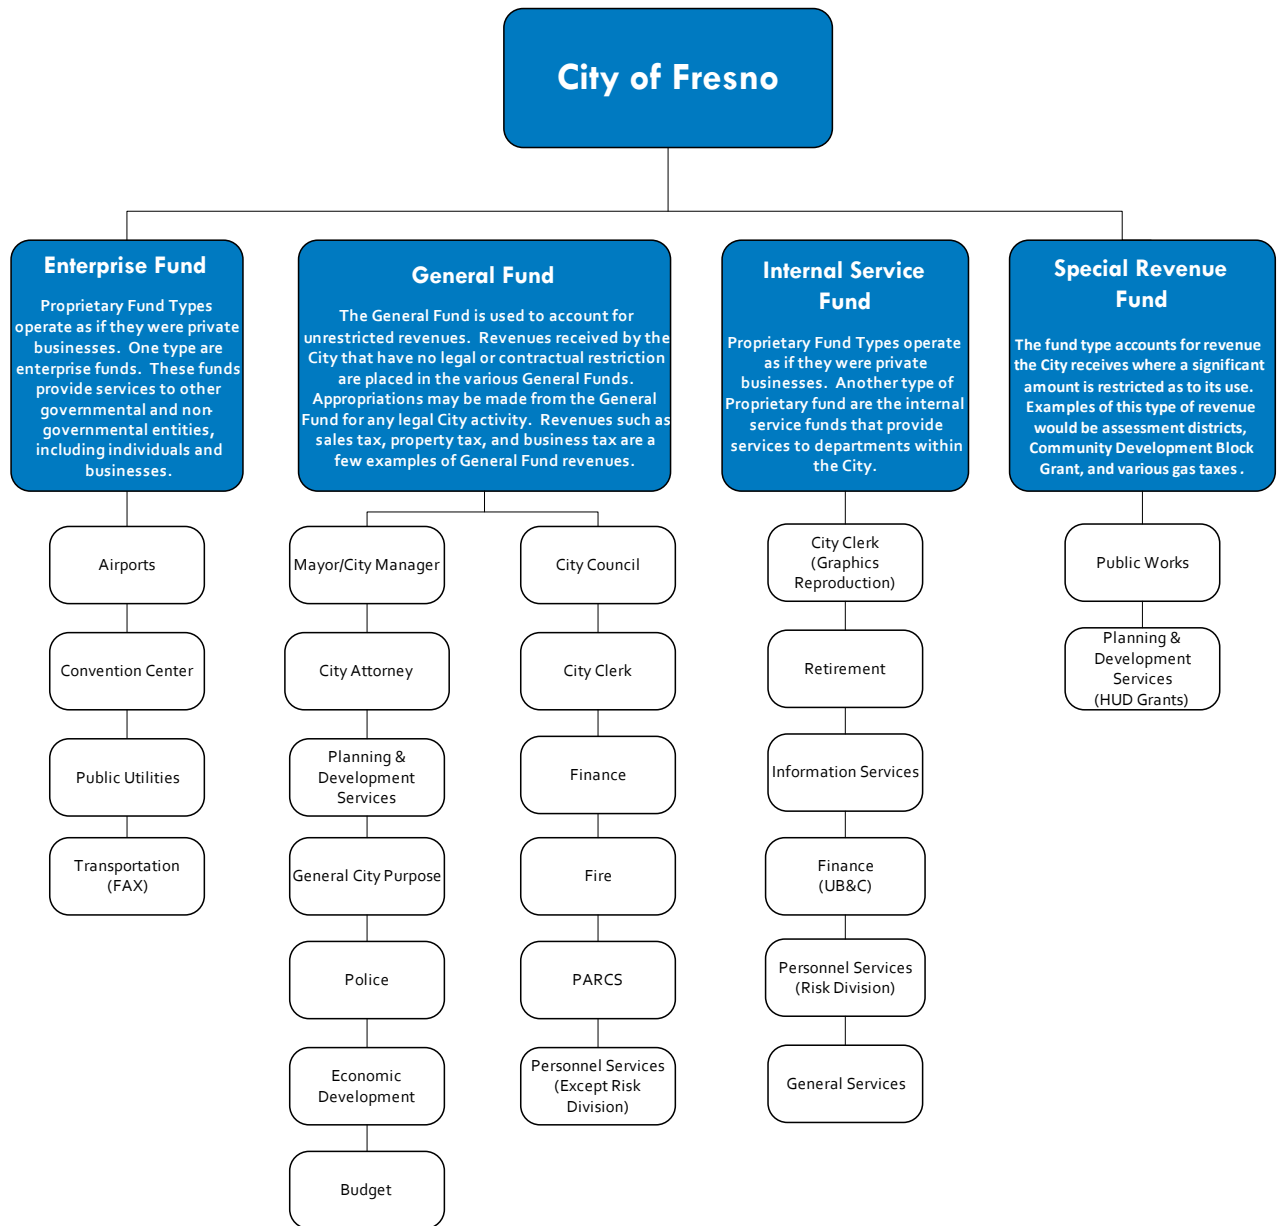 City of Fresno
Enterprise Fund
Proprietary Fund Types
operate as if they were private
businesses. One type are
enterprise funds. These funds
provide services to other
governmental and non-
governmental entities,
including individuals and
businesses.
General Fund
The General Fund is used to account for
unrestricted revenues. Revenues received by the
City that have no legal or contractual restriction
are placed in the various General Funds.
Appropriations may be made from the General
Fund for any legal City activity. Revenues such as
sales tax, property tax, and business tax are a
few examples of General Fund revenues.
Internal Service
Fund
Proprietary Fund Types operate
as if they were private
businesses. Another type of
Proprietary fund are the internal
service funds that provide
services to departments within
the City.
Special Revenue
Fund
The fund type accounts for revenue
the City receives where a significant
amount is restricted as to its use.
Examples of this type of revenue
would be assessment districts,
Community Development Block
Grant, and various gas taxes .
Airports
Convention Center
Public Utilities
Transportation
(FAX)
Mayor/City Manager
City Attorney
Planning &
Development
Services
General City Purpose
Police
Economic
Development
Budget
City Council
City Clerk
Finance
Fire
PARCS
Personnel Services
(Except Risk
Division)
City Clerk
(Graphics
Reproduction)
Retirement
Information Services
Finance
(UB&C)
Personnel Services
(Risk Division)
General Services
Public Works
Planning &
Development
Services
(HUD Grants)